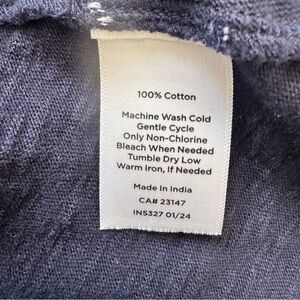 100% Cotton
Machine Wash Cold
Gentle Cycle
Only Non-Chlorine
Bleach When Needed
Tumble Dry Low
Warm Iron, If Needed
Made In India
CA# 23147
IN5327 01/24